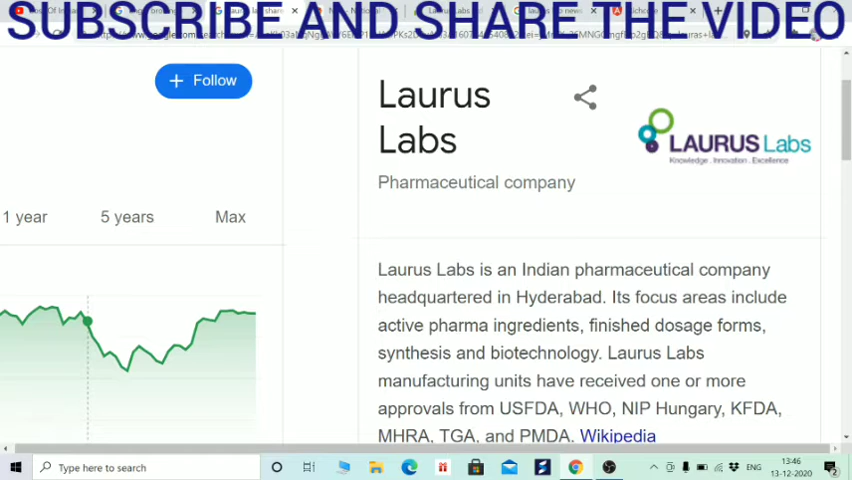 SUBSCRIBE AND SHARE THE VIDEO
+ Follow
Laurus
Labs
Pharmaceutical company
LAURUS Labs
Knowledge . Innovation . Excellence
1 year
5 years
Max
Laurus Labs is an Indian pharmaceutical company
headquartered in Hyderabad. Its focus areas include
active pharma ingredients, finished dosage forms,
synthesis and biotechnology. Laurus Labs
manufacturing units have received one or more
approvals from USFDA, WHO, NIP Hungary, KFDA,
MHRA, TGA, and PMDA. Wikipedia
Type here to search
ENG
13:46
13-12-2020